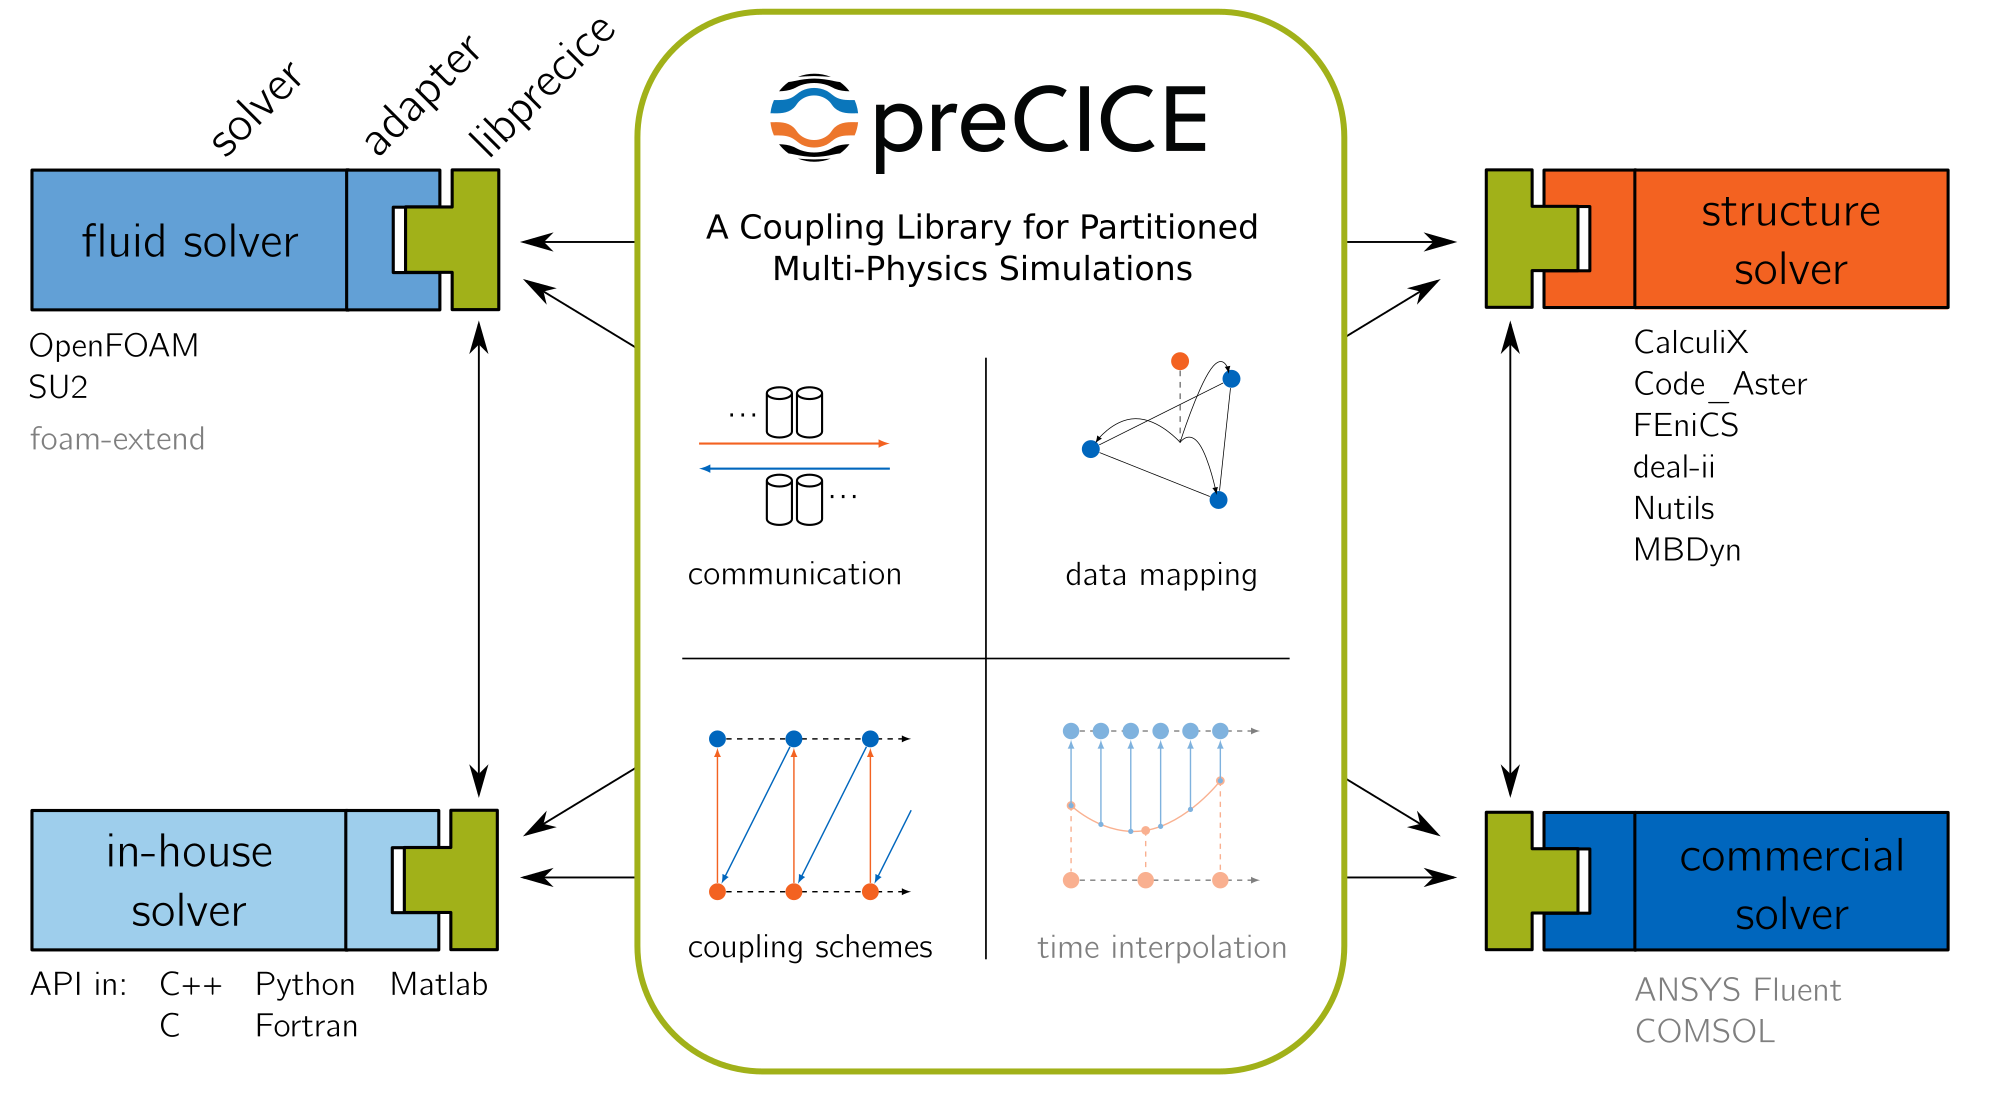 solver
adapter
libprecice
preCICE
A Coupling Library for Partitioned
Multi-Physics Simulations
fluid solver
OpenFOAM
SU2
foam-extend
structure
solver
CalculiX
Code_Aster
FEniCS
deal-ii
Nutils
MBDyn
...
...
communication
data mapping
coupling schemes
time interpolation
in-house
solver
API in: C++ Python Matlab
C Fortran
commercial
solver
ANSYS Fluent
COMSOL